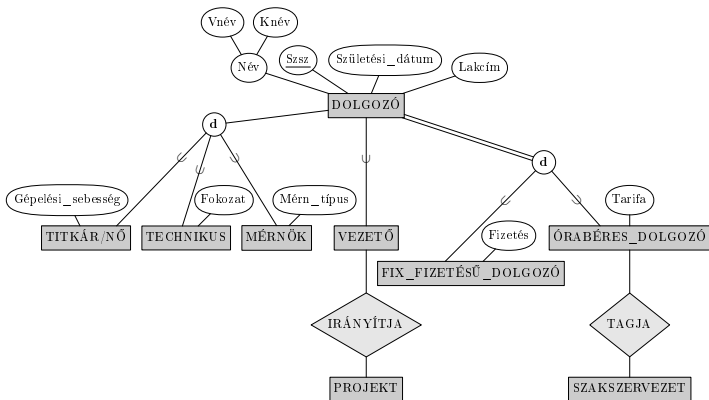 Vnév Knév
Név Szsz Születési_dátum Lakcím
DOLGOZÓ
d
d
Gépelési_sebesség Fokozat Mérn_típus Tarifa
TITKÁR/NŐ TECHNIKUS MÉRNÖK VEZETŐ Fizetés ÓRABÉRES_DOLGOZÓ
FIX_FIZETÉSŰ_DOLGOZÓ
IRÁNYÍTJA TAGJA
PROJEKT SZAKSZERVEZET